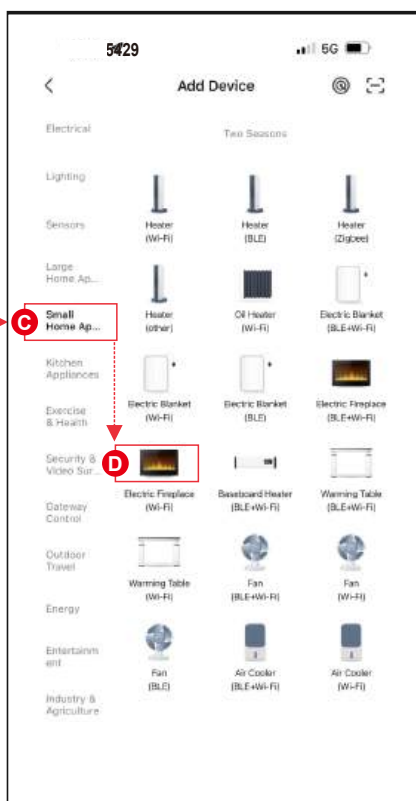 5G
Add Device
Electrical
Two Seasons
Lighting
Sensors
Heater
(Wi-Fi)
Heater
(BLE)
Heater
(Zigbee)
Large
Home Ap...
C
Small
Home Ap...
Heater
(other)
Oil Heater
(Wi-Fi)
Electric Blanket
(BLE+Wi-Fi)
Kitchen
Appliances
Electric Blanket
(Wi-Fi)
Electric Blanket
(BLE)
Electric Fireplace
(BLE+Wi-Fi)
Exercise
& Health
Security &
Video Sur...
D
Electric Fireplace
(Wi-Fi)
Baseboard Heater
(BLE+Wi-Fi)
Warming Table
(BLE+Wi-Fi)
Gateway
Control
Outdoor
Travel
Warming Table
(Wi-Fi)
Fan
(BLE+Wi-Fi)
Fan
(Wi-Fi)
Energy
Entertainm
ent
Fan
(BLE)
Air Cooler
(BLE+Wi-Fi)
Air Cooler
(Wi-Fi)
Industry &
Agriculture